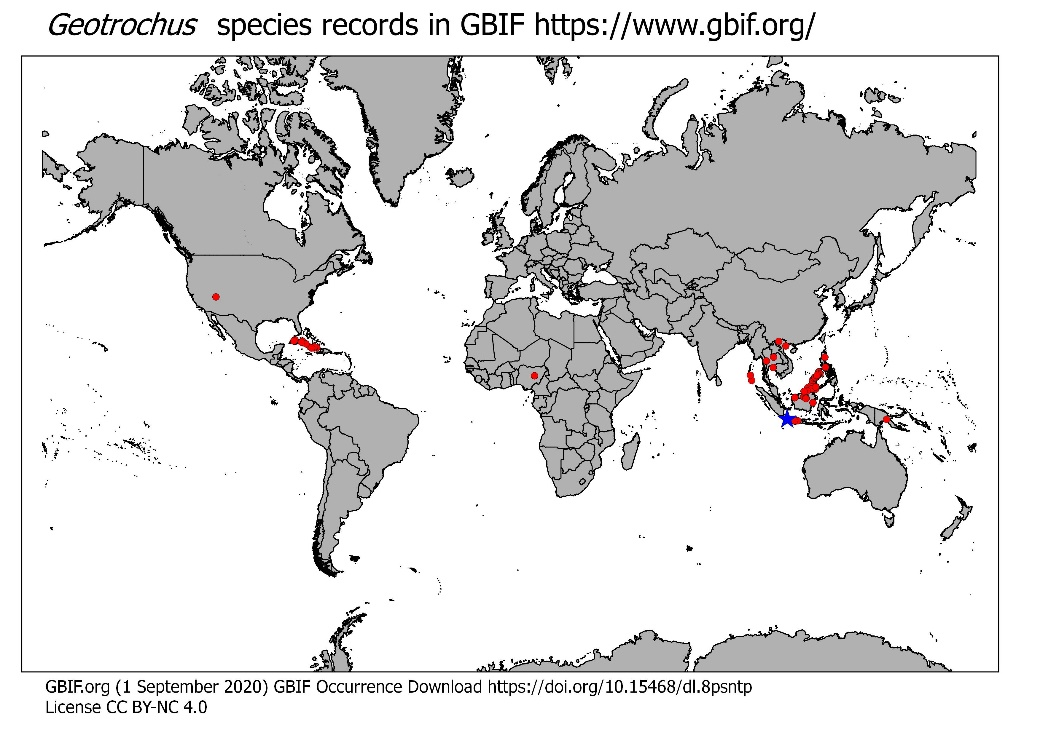 Geotrochus species records in GBIF https://www.gbif.org/
GBIF.org (1 September 2020) GBIF Occurrence Download https://doi.org/10.15468/dl.8psntp
License CC BY-NC 4.0